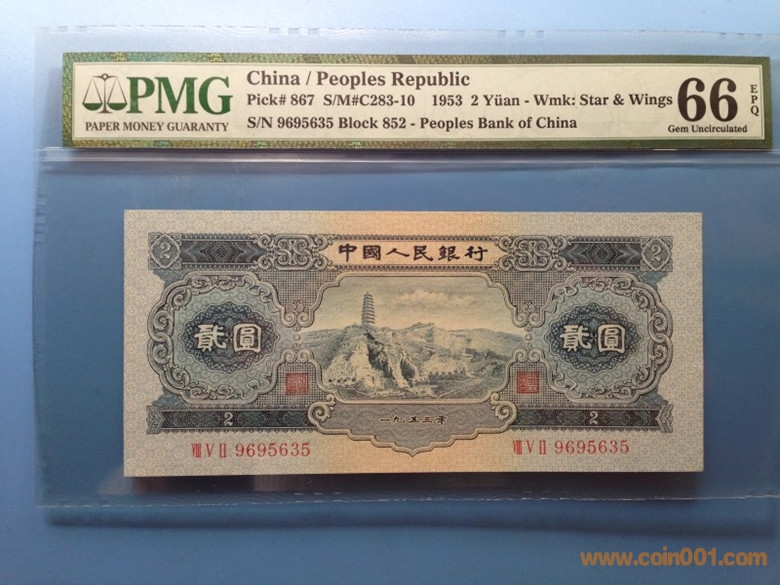 PMG
PAPER MONEY GUARANTY
China / Peoples Republic
Pick# 867 S/M#C283-10 1953 2 Yüan - Wmk: Star & Wings
S/N 9695635 Block 852 - Peoples Bank of China
66 EPQ
Gem Uncirculated
2 中國人民銀行 2
貳圓 貳圓
2 一九五三年 2
VIII V II 9695635 VIII V II 9695635
www.coin001.com